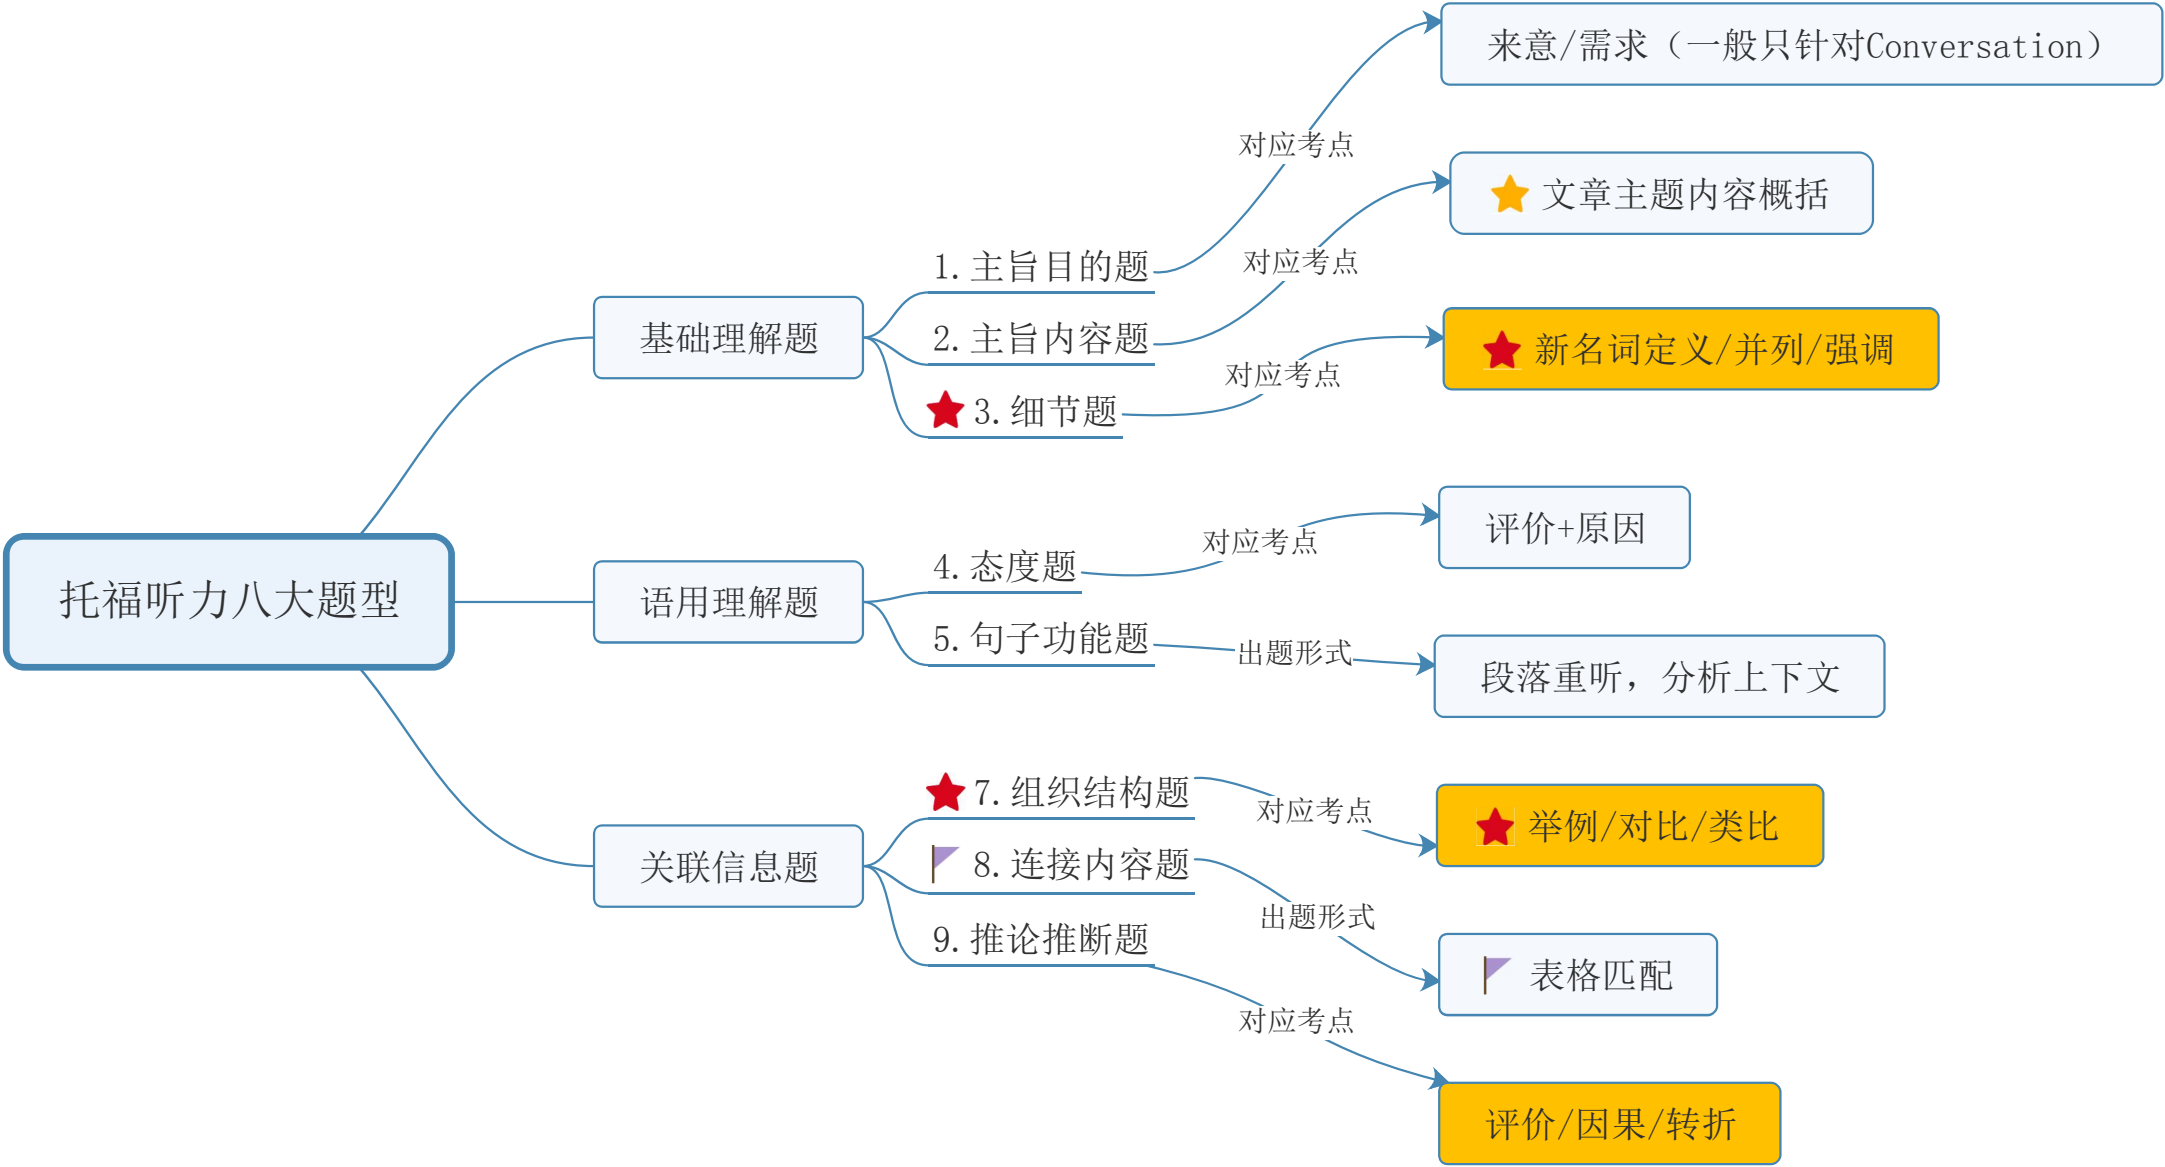 托福听力八大题型
基础理解题
1.主旨目的题
对应考点
来意/需求（一般只针对Conversation）
2.主旨内容题
对应考点
文章主题内容概括
3.细节题
对应考点
新名词定义/并列/强调
语用理解题
4.态度题
对应考点
评价+原因
5.句子功能题
出题形式
段落重听，分析上下文
关联信息题
7.组织结构题
对应考点
举例/对比/类比
8.连接内容题
出题形式
表格匹配
9.推论推断题
对应考点
评价/因果/转折